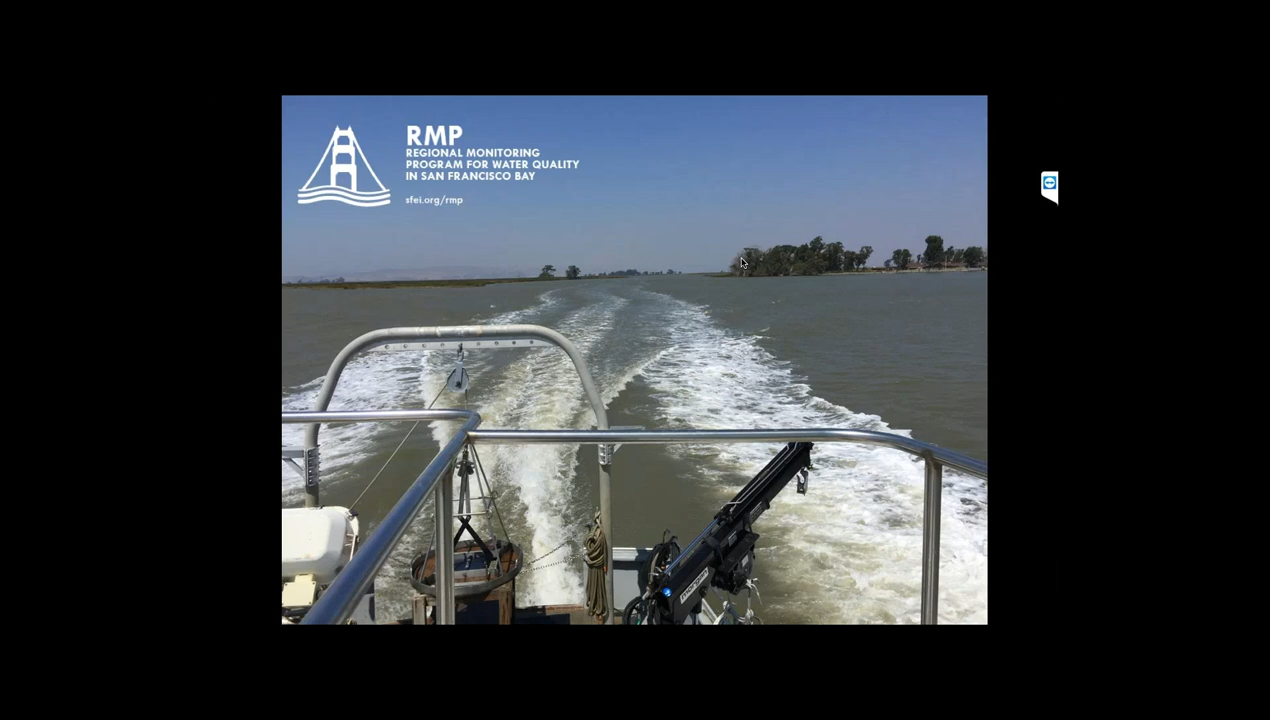 RMP
REGIONAL MONITORING
PROGRAM FOR WATER QUALITY
IN SAN FRANCISCO BAY
sfei.org/rmp